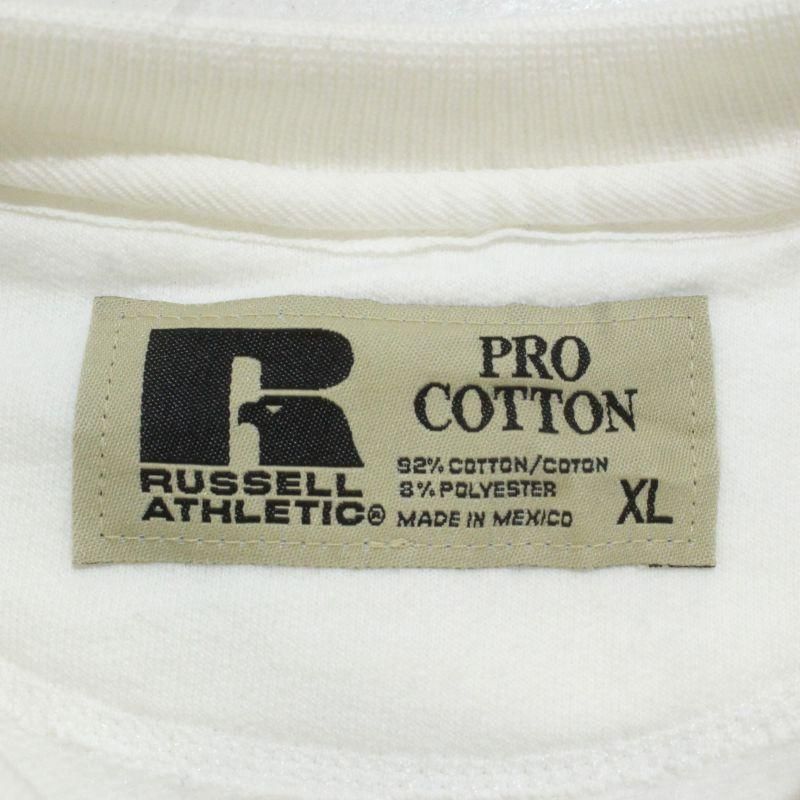 R
RUSSELL
ATHLETIC®
PRO
COTTON
92% COTTON/COTON
8% POLYESTER
MADE IN MEXICO
XL